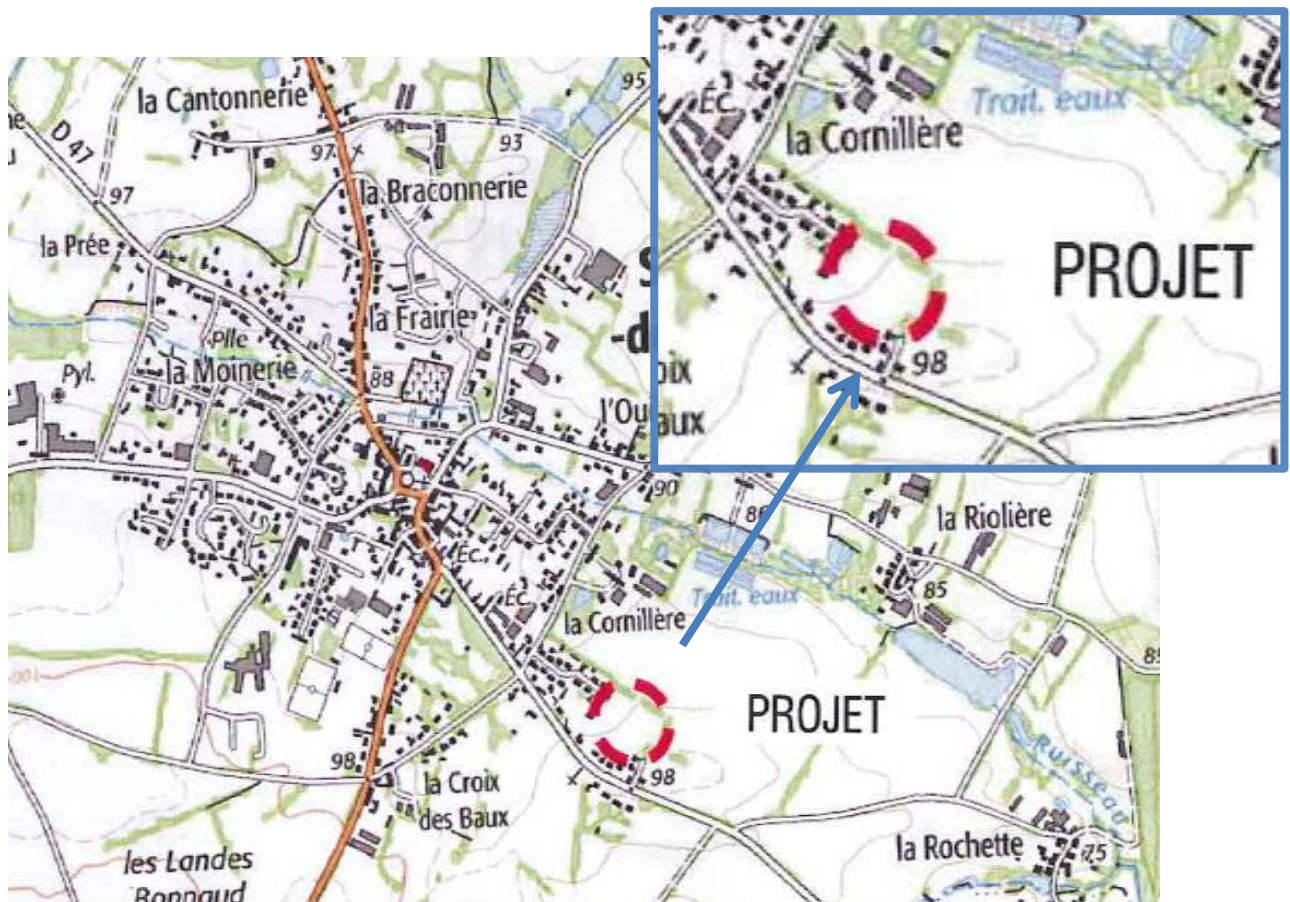 la Cantonnerie
95
Éc.
Trait. eaux
la Cornillère
PROJET
98
aux
D 47
97
93
97
la Braconnerie
la Prée
la Frairie
Plle
Pyl.
la Moinerie
88
l'Ou
90
86
la Riolière
Éc.
Éc.
85
Trait. eaux
la Cornillère
PROJET
Ruisseau
98
98
la Croix
des Baux
la Rochette
75
les Landes
Bonnaud